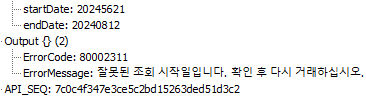 startDate: 20245621
endDate: 20240812
Output {} (2)
ErrorCode: 80002311
ErrorMessage: 잘못된 조회 시작일입니다. 확인 후 다시 거래하십시오.
API_SEQ: 7c0c4f347e3ce5c2bd15263ded51d3c2